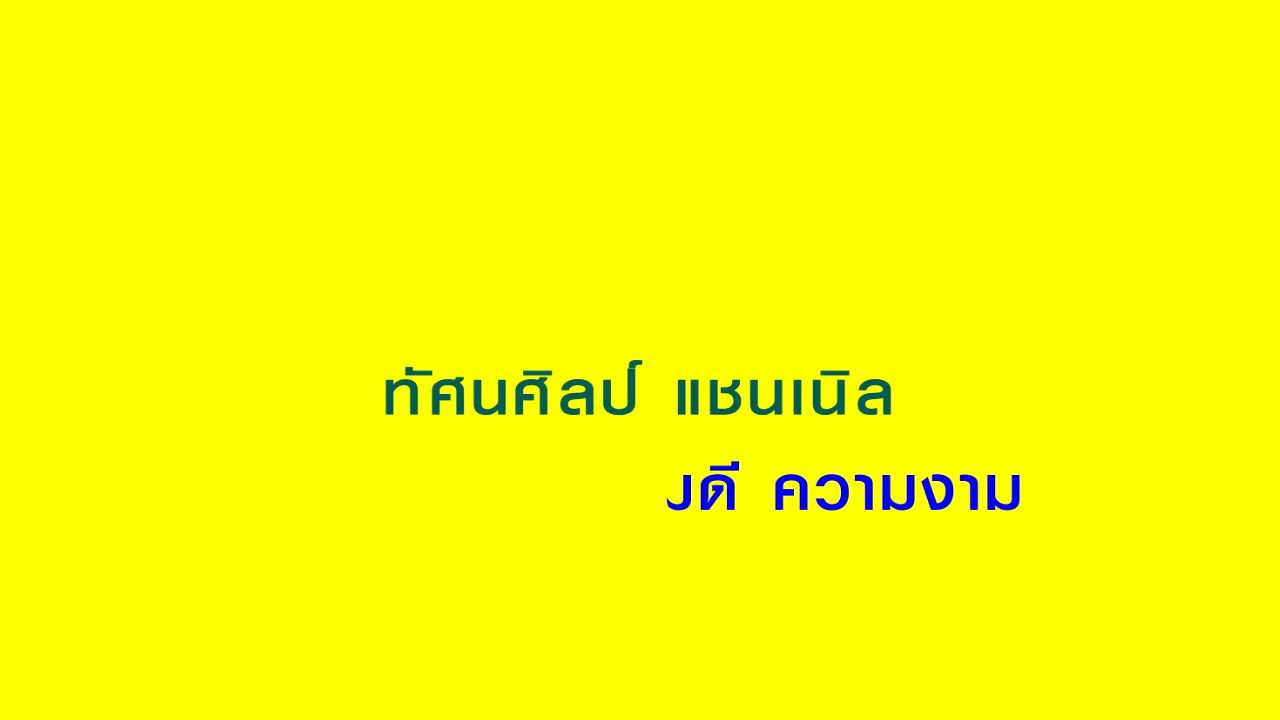 ทัศนศิลป์ แชนเนิล
ดี ความงาม